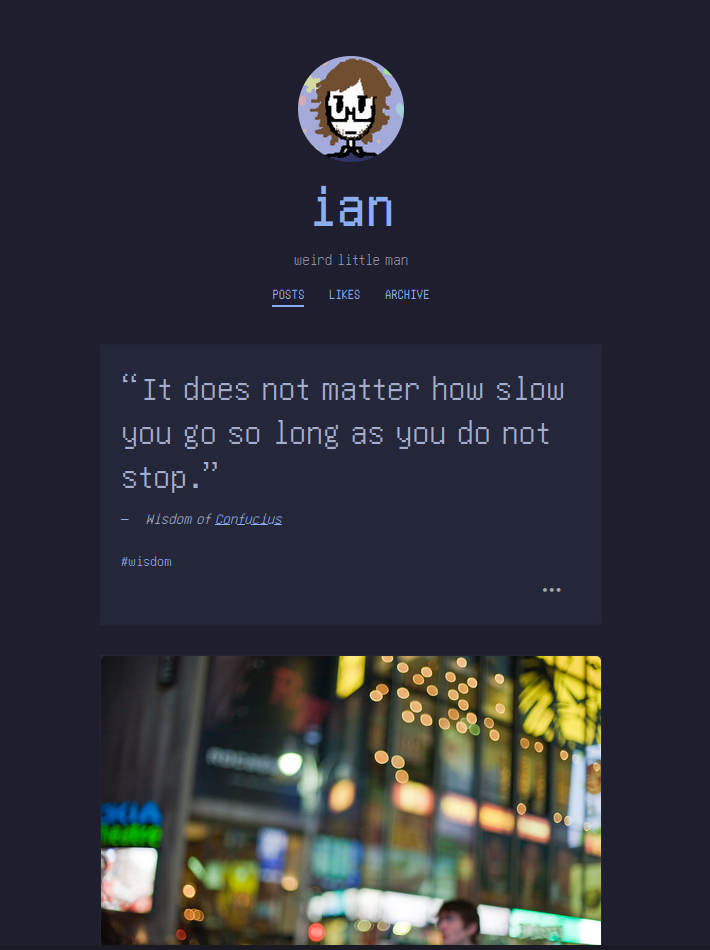 ian
weird little man
POSTS LIKES ARCHIVE
“It does not matter how slow
you go so long as you do not
stop.”
— Wisdom of Confucius
#wisdom